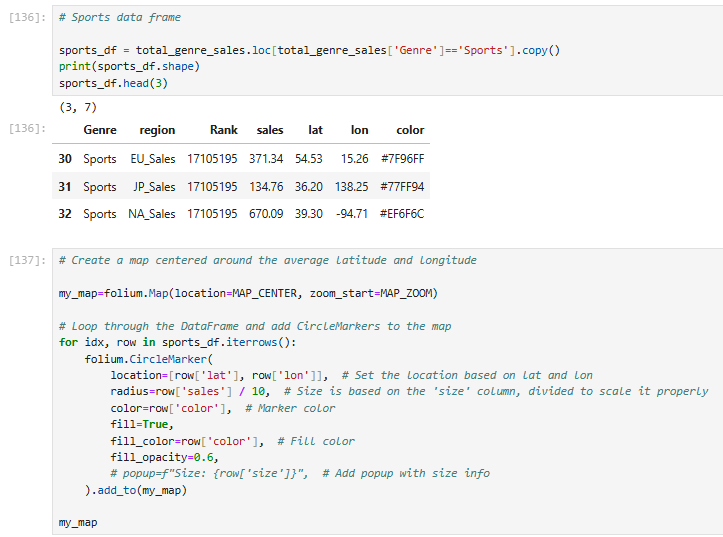 [136]: # Sports data frame
sports_df = total_genre_sales.loc[total_genre_sales['Genre']=='Sports'].copy()
print(sports_df.shape)
sports_df.head(3)
(3, 7)
[136]: Genre region Rank sales lat lon color
30 Sports EU_Sales 17105195 371.34 54.53 15.26 #7F96FF
31 Sports JP_Sales 17105195 134.76 36.20 138.25 #77FF94
32 Sports NA_Sales 17105195 670.09 39.30 -94.71 #EF6F6C
[137]: # Create a map centered around the average latitude and longitude
my_map=folium.Map(location=MAP_CENTER, zoom_start=MAP_ZOOM)
# Loop through the DataFrame and add CircleMarkers to the map
for idx, row in sports_df.iterrows():
    folium.CircleMarker(
        location=[row['lat'], row['lon']],  # Set the location based on lat and lon
        radius=row['sales'] / 10,  # Size is based on the 'size' column, divided to scale it properly
        color=row['color'],  # Marker color
        fill=True,
        fill_color=row['color'],  # Fill color
        fill_opacity=0.6,
        # popup=f"Size: {row['size']}",  # Add popup with size info
    ).add_to(my_map)
my_map